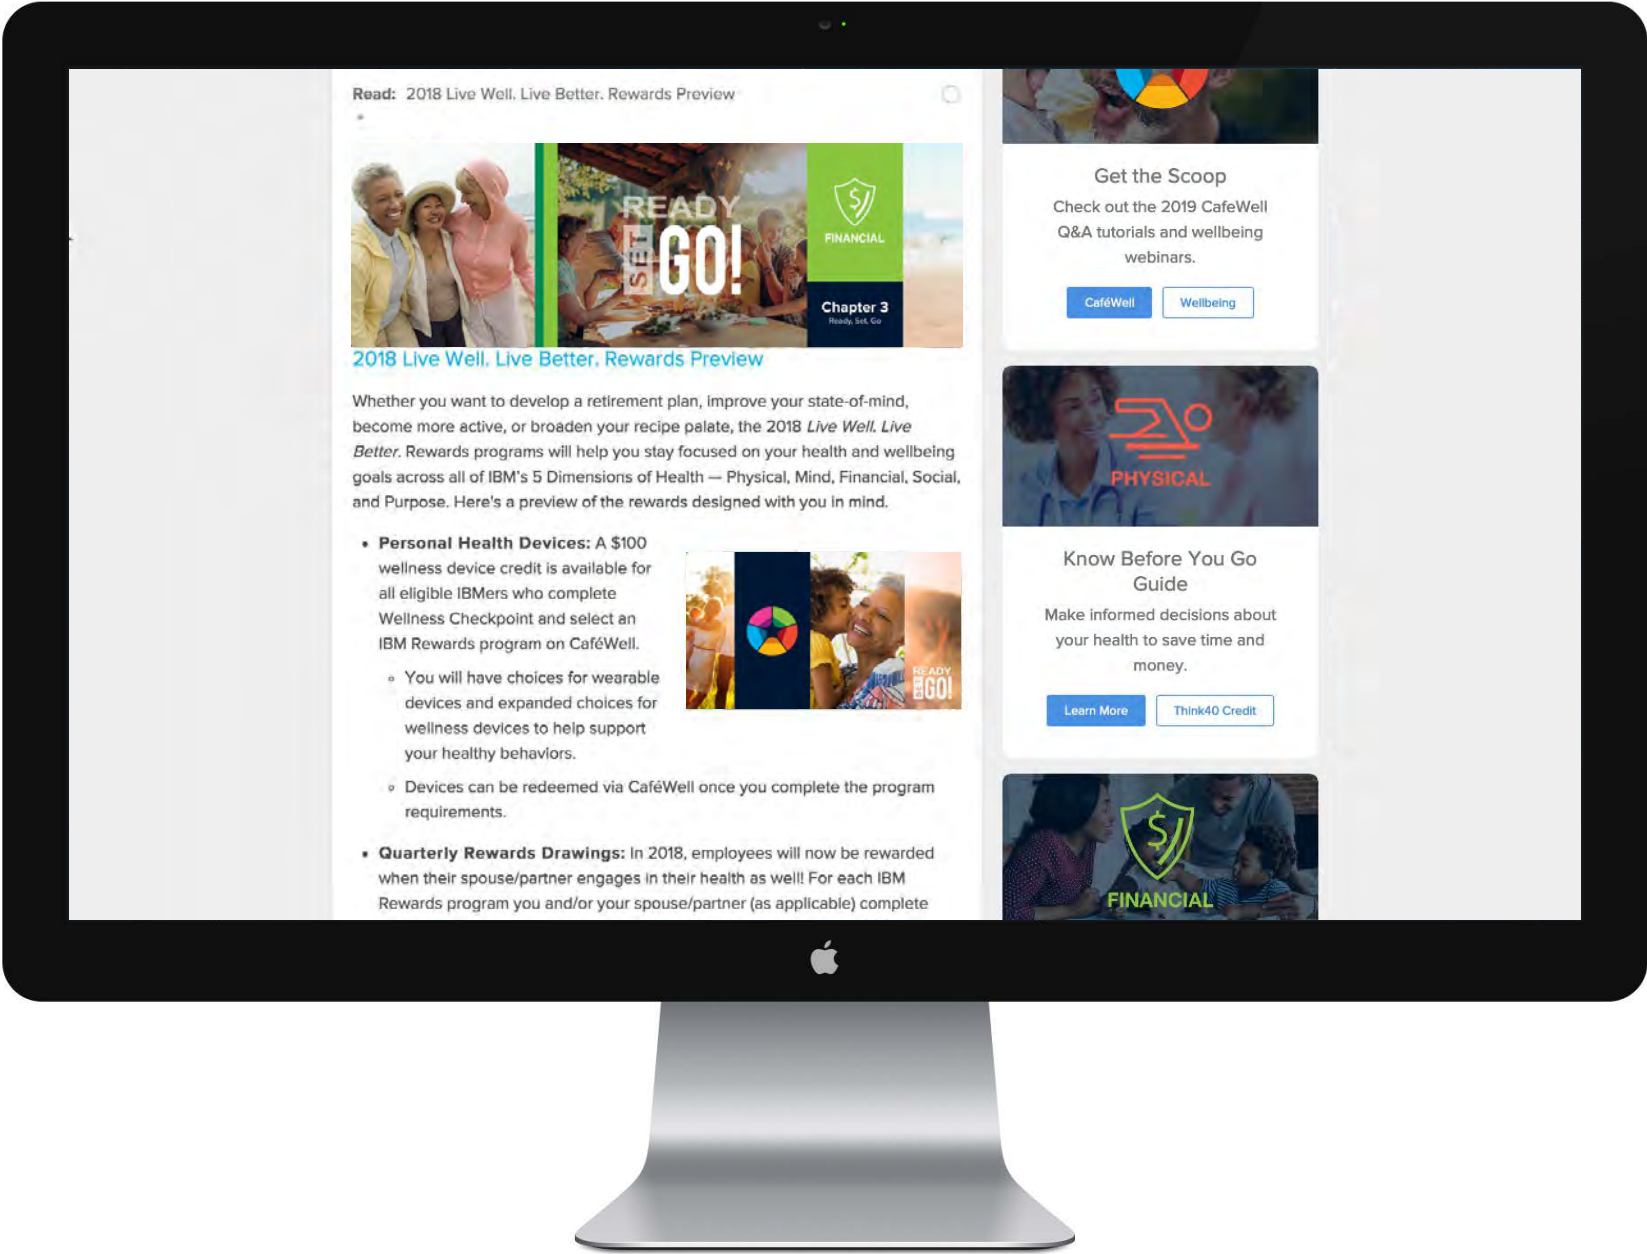 Read: 2018 Live Well. Live Better. Rewards Preview
READY
SET
GO!
FINANCIAL
Chapter 3
Ready, Set, Go
2018 Live Well. Live Better. Rewards Preview
Whether you want to develop a retirement plan, improve your state-of-mind,
become more active, or broaden your recipe palate, the 2018 Live Well. Live
Better. Rewards programs will help you stay focused on your health and wellbeing
goals across all of IBM's 5 Dimensions of Health — Physical, Mind, Financial, Social,
and Purpose. Here's a preview of the rewards designed with you in mind.
• Personal Health Devices: A $100
wellness device credit is available for
all eligible IBMers who complete
Wellness Checkpoint and select an
IBM Rewards program on CaféWell.
◦ You will have choices for wearable
devices and expanded choices for
wellness devices to help support
your healthy behaviors.
◦ Devices can be redeemed via CaféWell once you complete the program
requirements.
READY
SET
GO!
• Quarterly Rewards Drawings: In 2018, employees will now be rewarded
when their spouse/partner engages in their health as well! For each IBM
Rewards program you and/or your spouse/partner (as applicable) complete
Get the Scoop
Check out the 2019 CafeWell
Q&A tutorials and wellbeing
webinars.
CaféWell
Wellbeing
PHYSICAL
Know Before You Go
Guide
Make informed decisions about
your health to save time and
money.
Learn More
Think40 Credit
FINANCIAL